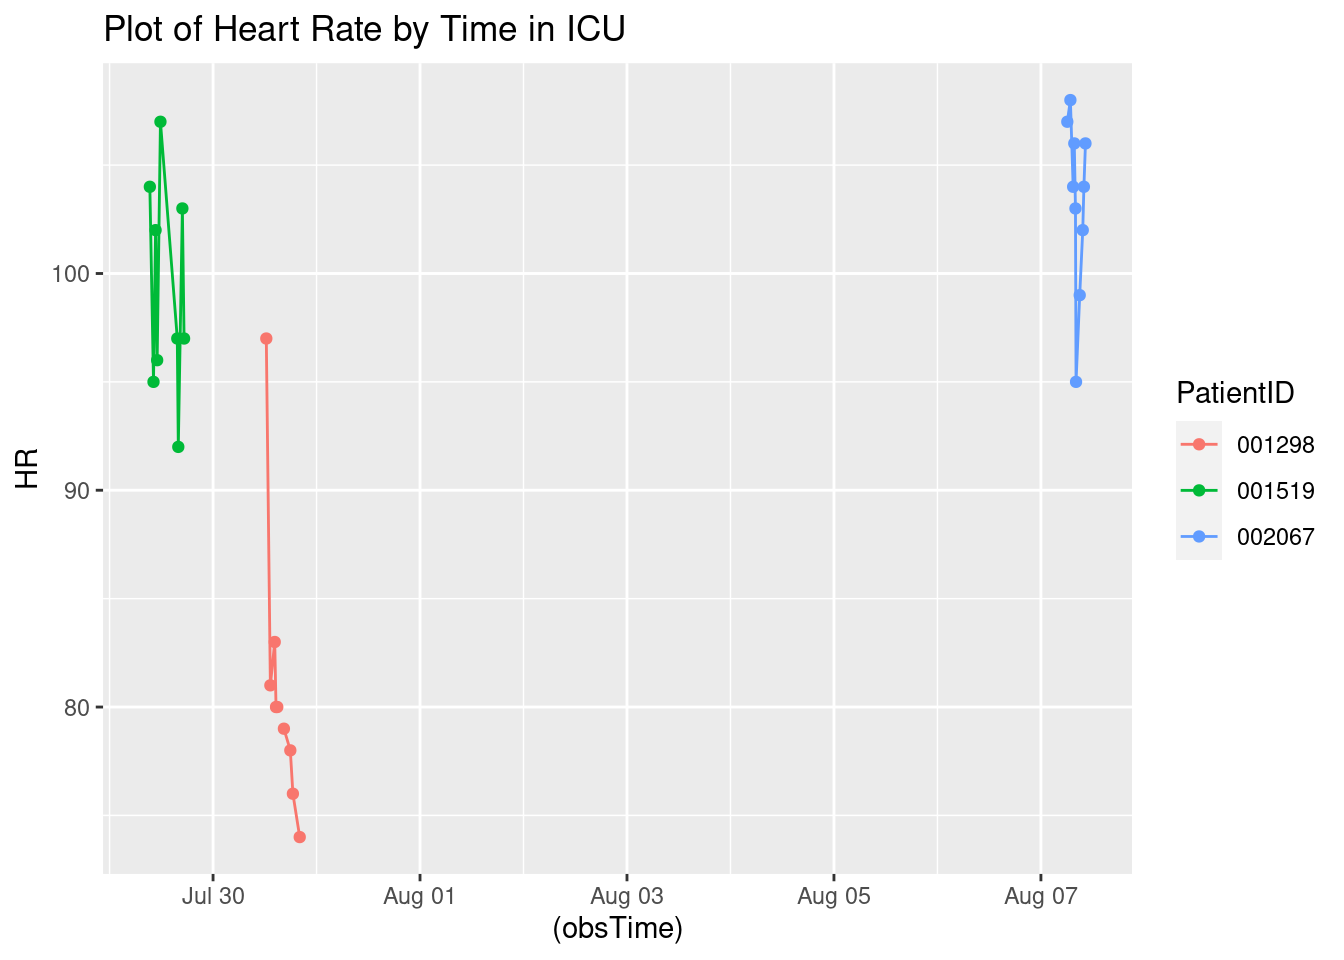 Plot of Heart Rate by Time in ICU
100
90
80
HR
Jul 30
Aug 01
Aug 03
Aug 05
Aug 07
(obsTime)
PatientID
001298
001519
002067